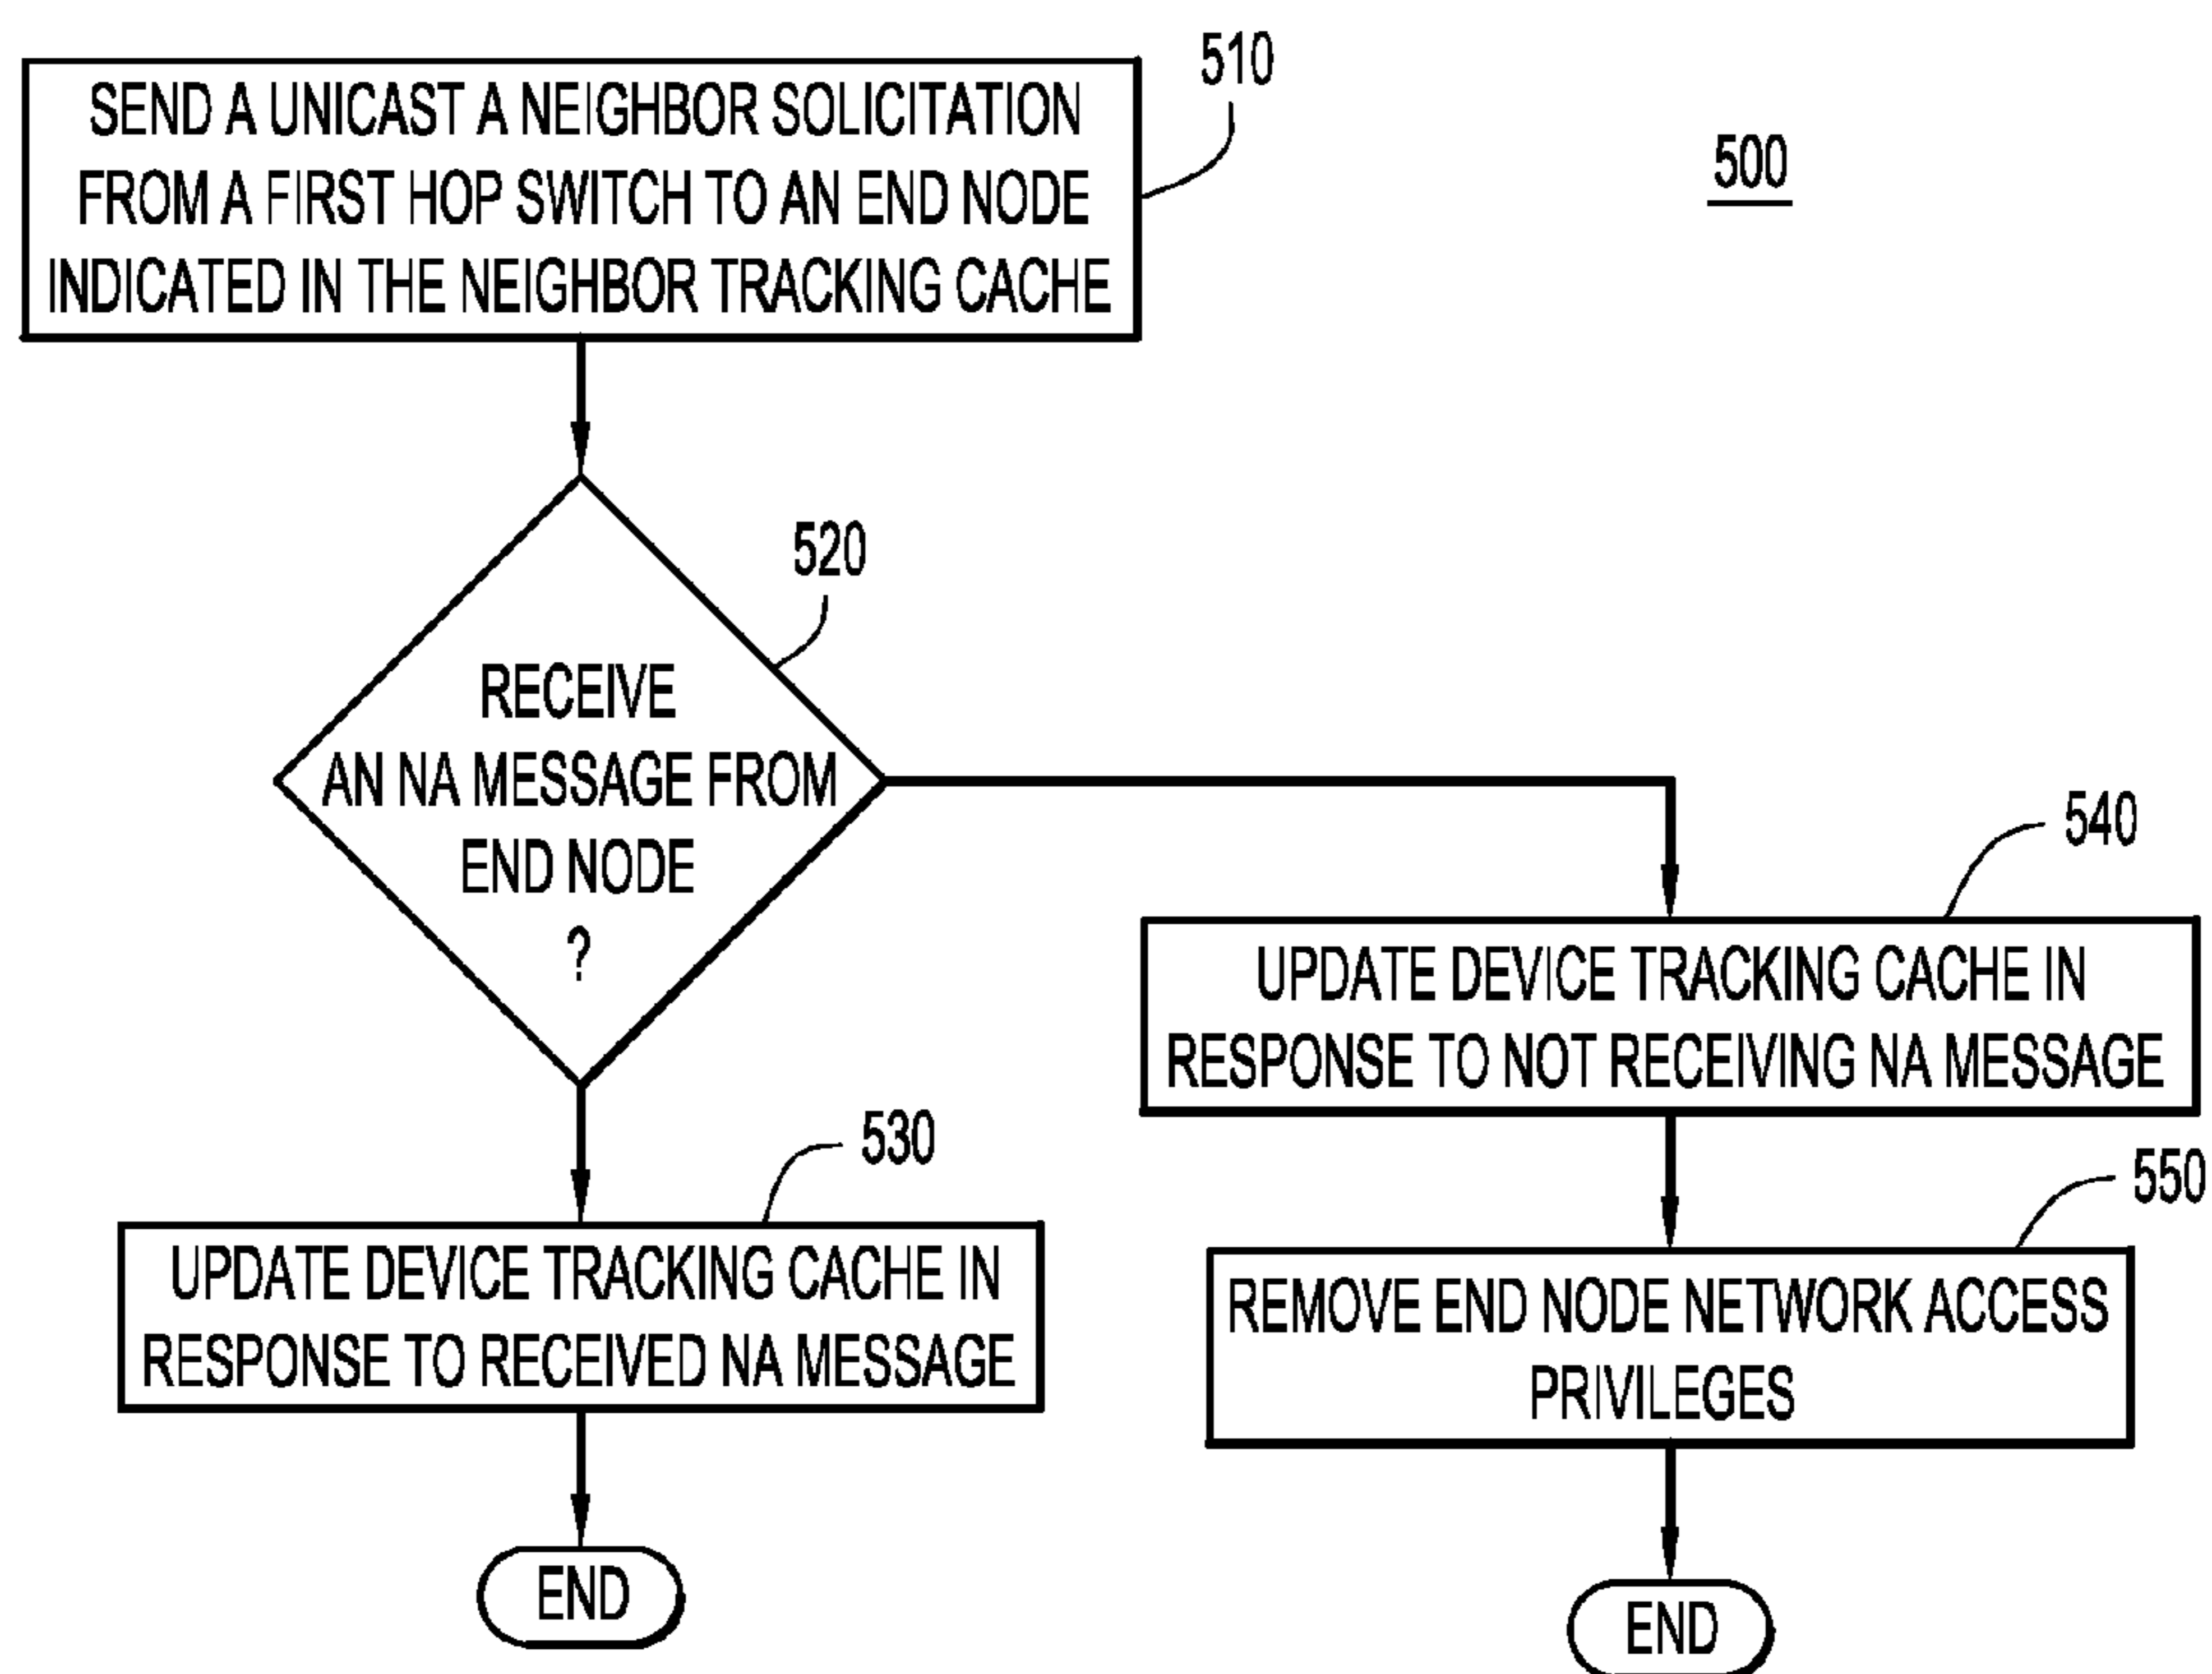 SEND A UNICAST A NEIGHBOR SOLICITATION
FROM A FIRST HOP SWITCH TO AN END NODE
INDICATED IN THE NEIGHBOR TRACKING CACHE
510
500
520
RECEIVE
AN NA MESSAGE FROM
END NODE
?
540
UPDATE DEVICE TRACKING CACHE IN
RESPONSE TO NOT RECEIVING NA MESSAGE
530
UPDATE DEVICE TRACKING CACHE IN
RESPONSE TO RECEIVED NA MESSAGE
550
REMOVE END NODE NETWORK ACCESS
PRIVILEGES
END
END